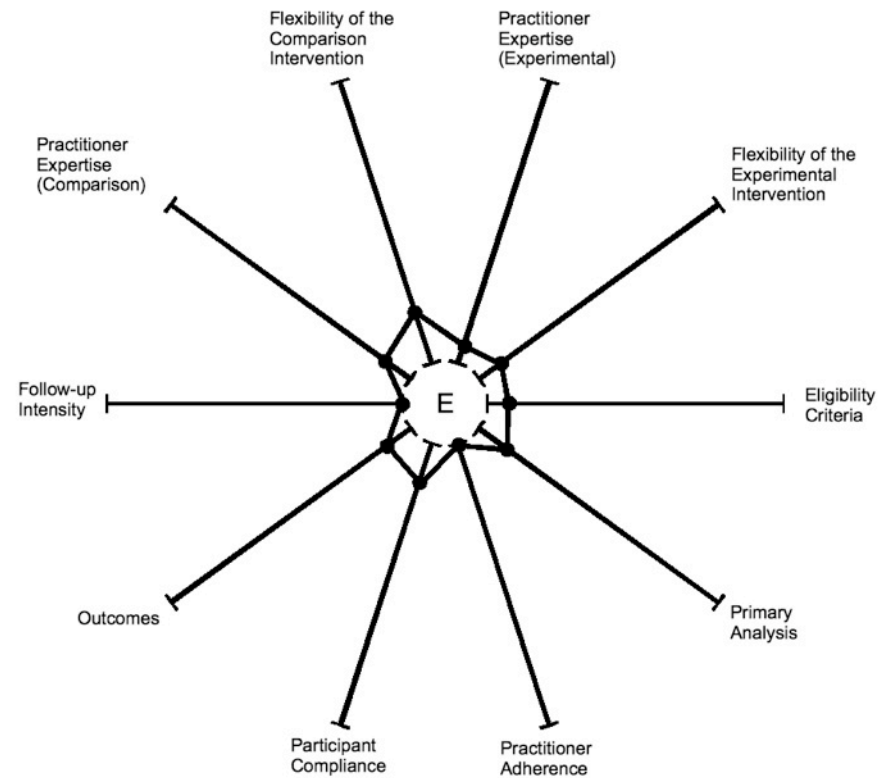 Flexibility of the
Comparison
Intervention
Practitioner
Expertise
(Experimental)
Practitioner
Expertise
(Comparison)
Flexibility of the
Experimental
Intervention
Follow-up
Intensity
E
Eligibility
Criteria
Outcomes
Primary
Analysis
Participant
Compliance
Practitioner
Adherence